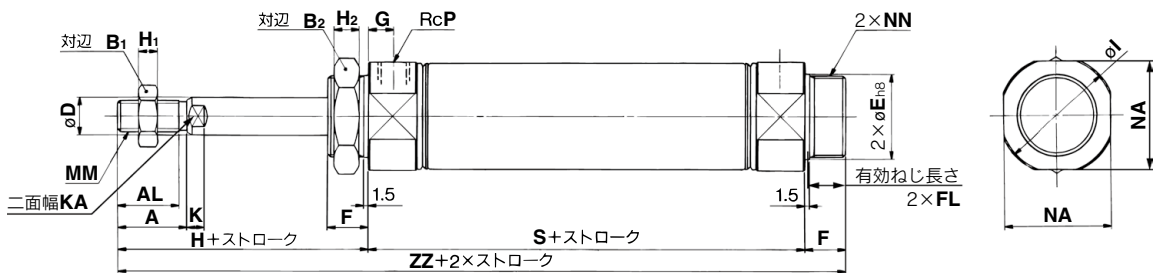 対辺 B₁
H₁
対辺 B₂
H₂
G
RcP
2×NN
øI
øD
2×øEh8
NA
MM
二面幅KA
AL
A
K
F
1.5
1.5
有効ねじ長さ
2×FL
NA
H+ストローク
S+ストローク
F
ZZ+2×ストローク